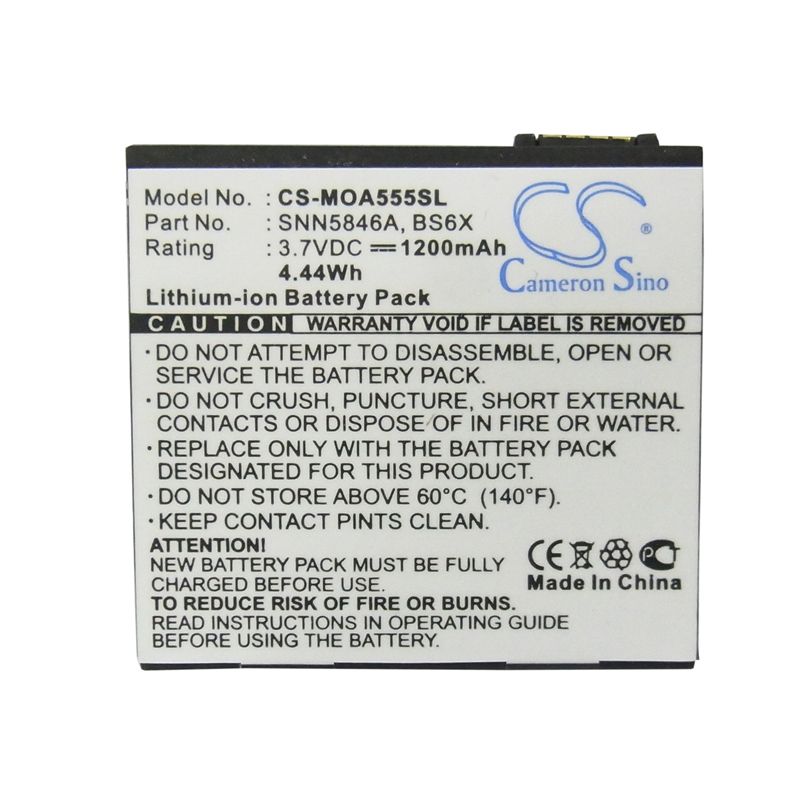 Model No. : CS-MOA555SL
Part No. : SNN5846A, BS6X
Rating : 3.7VDC 1200mAh
4.44Wh
Lithium-ion Battery Pack
CS
Cameron Sino
CAUTION WARRANTY VOID IF LABEL IS REMOVED
•DO NOT ATTEMPT TO DISASSEMBLE, OPEN OR
SERVICE THE BATTERY PACK.
•DO NOT CRUSH, PUNCTURE, SHORT EXTERNAL
CONTACTS OR DISPOSE OF IN FIRE OR WATER.
•REPLACE ONLY WITH THE BATTERY PACK
DESIGNATED FOR THIS EQUIPMENT.
•DO NOT STORE ABOVE 60°C (140°F).
•KEEP CONTACT PINTS CLEAN.
ATTENTION!
NEW BATTERY PACK MUST BE FULLY
CHARGED BEFORE USE.
TO REDUCE RISK OF FIRE OR BURNS.
READ INSTRUCTIONS IN OPERATING GUIDE
BEFORE USING THE BATTERY.
CE
Made In China